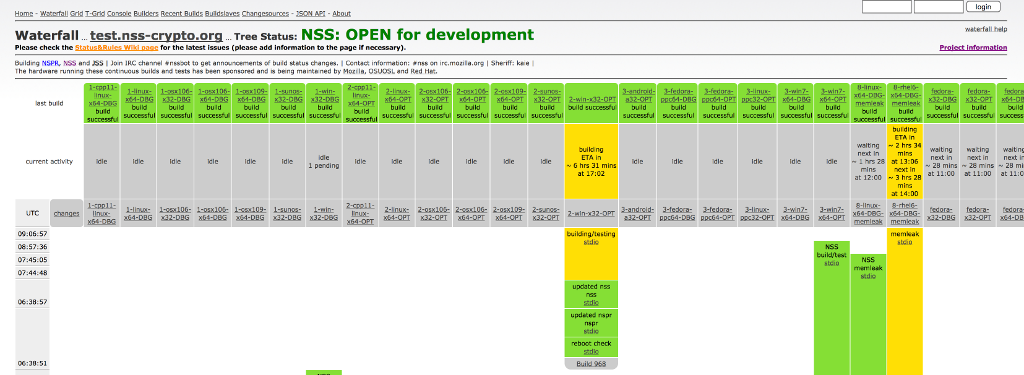 Home - Waterfall Grid T-Grid Console Builders Recent Builds Buildslaves Changesources - JSON API - About
login
Waterfall ... test.nss-crypto.org ... Tree Status: NSS: OPEN for development
waterfall help
Please check the Status&Rules Wiki page for the latest issues (please add information to the page if necessary).
Project information
Building NSPR, NSS and JSS | Join IRC channel #nssbot to get announcements of build status changes. | Contact information: #nss on irc.mozilla.org | Sheriff: kaie |
The hardware running these continuous builds and tests has been sponsored and is being maintained by Mozilla, OSUOSL and Red Hat.
last build
1-cpp11-linux-x64-DBG build successful
1-linux-x64-DBG build successful
1-osx106-x32-DBG build successful
1-osx106-x64-DBG build successful
1-osx109-x64-DBG build successful
1-sunos-x32-DBG build successful
1-win-x32-DBG build successful
2-cpp11-linux-x64-OPT build successful
2-linux-x64-OPT build successful
2-osx106-x32-OPT build successful
2-osx106-x64-OPT build successful
2-osx109-x64-OPT build successful
2-sunos-x32-OPT build successful
2-win-x32-OPT build successful
3-android-a32-OPT build successful
3-fedora-ppc64-DBG build successful
3-fedora-ppc64-OPT build successful
3-linux-ppc32-OPT build successful
3-win7-x64-DBG build successful
3-win7-x64-OPT build successful
8-linux-x64-DBG-memleak build successful
8-rhel6-x64-DBG-memleak build successful
fedora-x32-DBG build successful
fedora-x32-OPT build successful
fedora-x64-DBG build successful
current activity
idle
idle
idle
idle
idle
idle
idle 1 pending
idle
idle
idle
idle
idle
idle
building ETA in ~ 6 hrs 31 mins at 17:02
idle
idle
idle
idle
idle
idle
waiting next in ~ 1 hrs 28 mins at 12:00
building ETA in ~ 2 hrs 34 mins at 13:06 next in ~ 3 hrs 28 mins at 14:00
waiting next in ~ 28 mins at 11:00
waiting next in ~ 28 mins at 11:00
UTC
changes
1-cpp11-linux-x64-DBG
1-linux-x64-DBG
1-osx106-x32-DBG
1-osx106-x64-DBG
1-osx109-x64-DBG
1-sunos-x32-DBG
1-win-x32-DBG
2-cpp11-linux-x64-OPT
2-linux-x64-OPT
2-osx106-x32-OPT
2-osx106-x64-OPT
2-osx109-x64-OPT
2-sunos-x32-OPT
2-win-x32-OPT
3-android-a32-OPT
3-fedora-ppc64-DBG
3-fedora-ppc64-OPT
3-linux-ppc32-OPT
3-win7-x64-DBG
3-win7-x64-OPT
8-linux-x64-DBG-memleak
8-rhel6-x64-DBG-memleak
fedora-x32-DBG
fedora-x32-OPT
09:06:57
building/testing
stdio
memleak
stdio
08:57:36
NSS
build/test
stdio
07:45:05
NSS
memleak
stdio
07:44:48
updated nss
nss
stdio
06:38:57
updated nspr
nspr
stdio
reboot check
stdio
06:38:51
Build 968